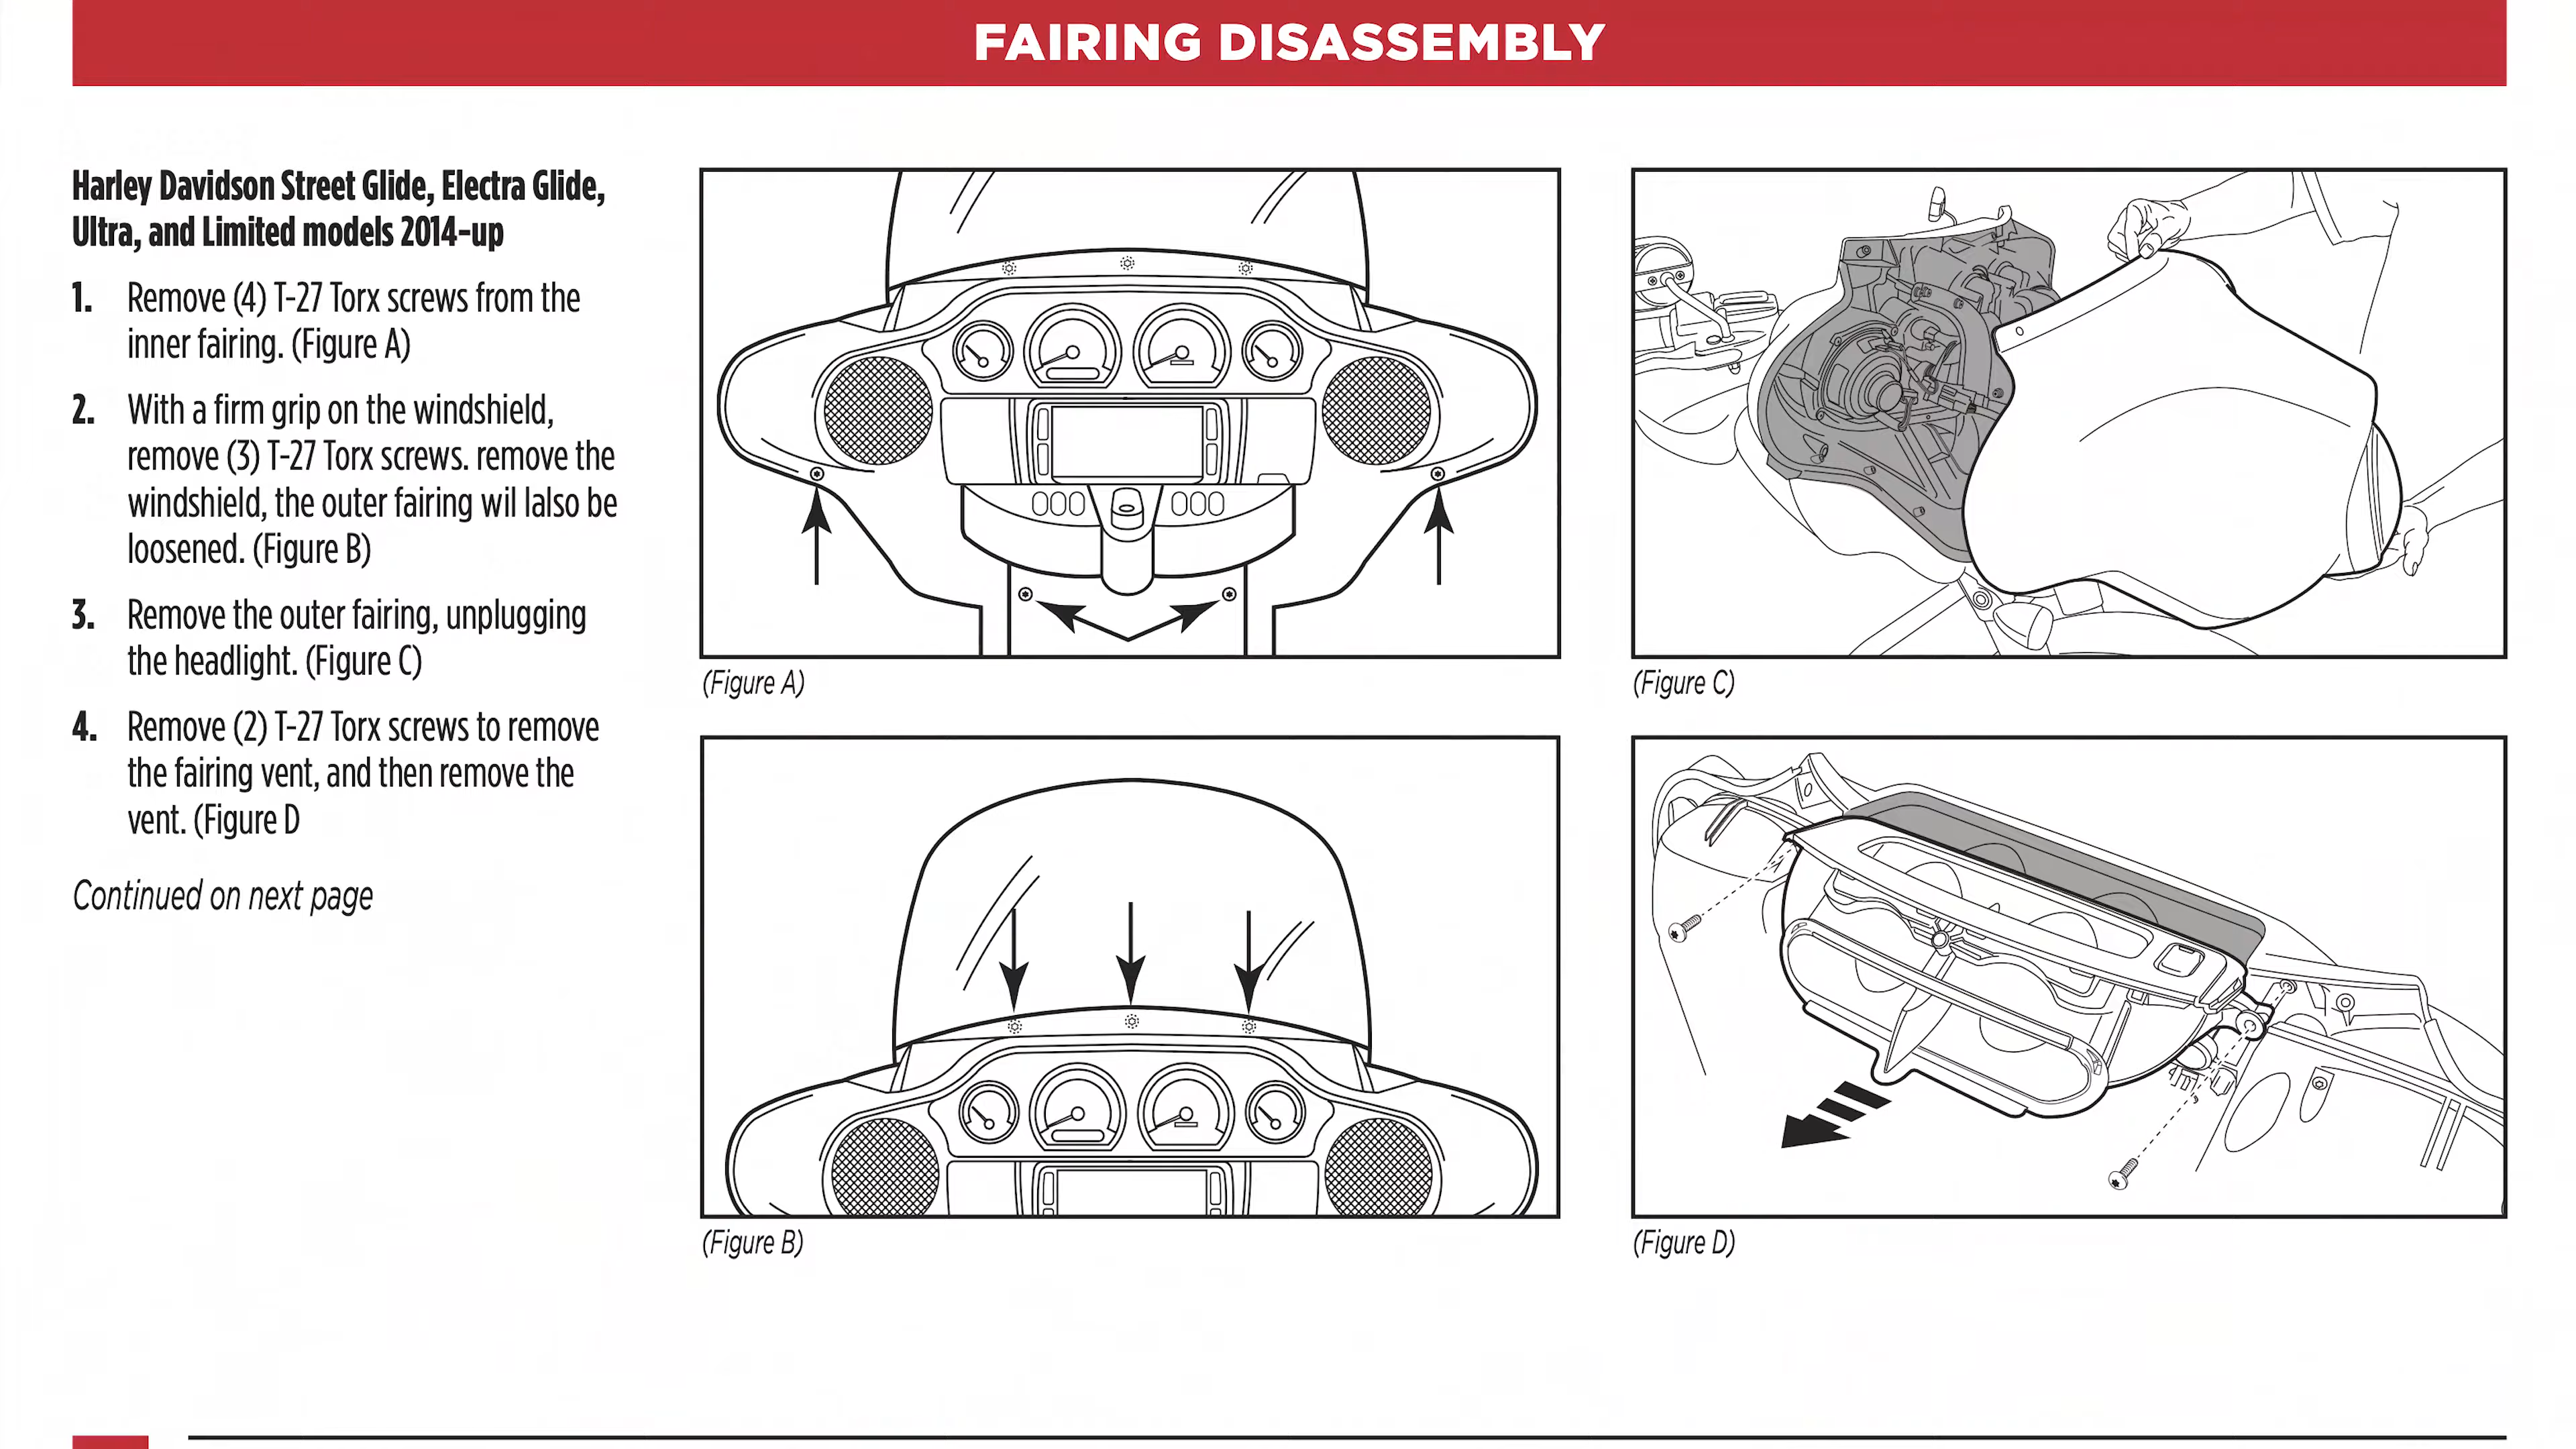 FAIRING DISASSEMBLY
Harley Davidson Street Glide, Electra Glide,
Ultra, and Limited models 2014-up
1. Remove (4) T-27 Torx screws from the
inner fairing. (Figure A)
2. With a firm grip on the windshield,
remove (3) T-27 Torx screws. remove the
windshield, the outer fairing wil lalso be
loosened. (Figure B)
3. Remove the outer fairing, unplugging
the headlight. (Figure C)
4. Remove (2) T-27 Torx screws to remove
the fairing vent, and then remove the
vent. (Figure D
Continued on next page
(Figure A)
(Figure B)
(Figure C)
(Figure D)